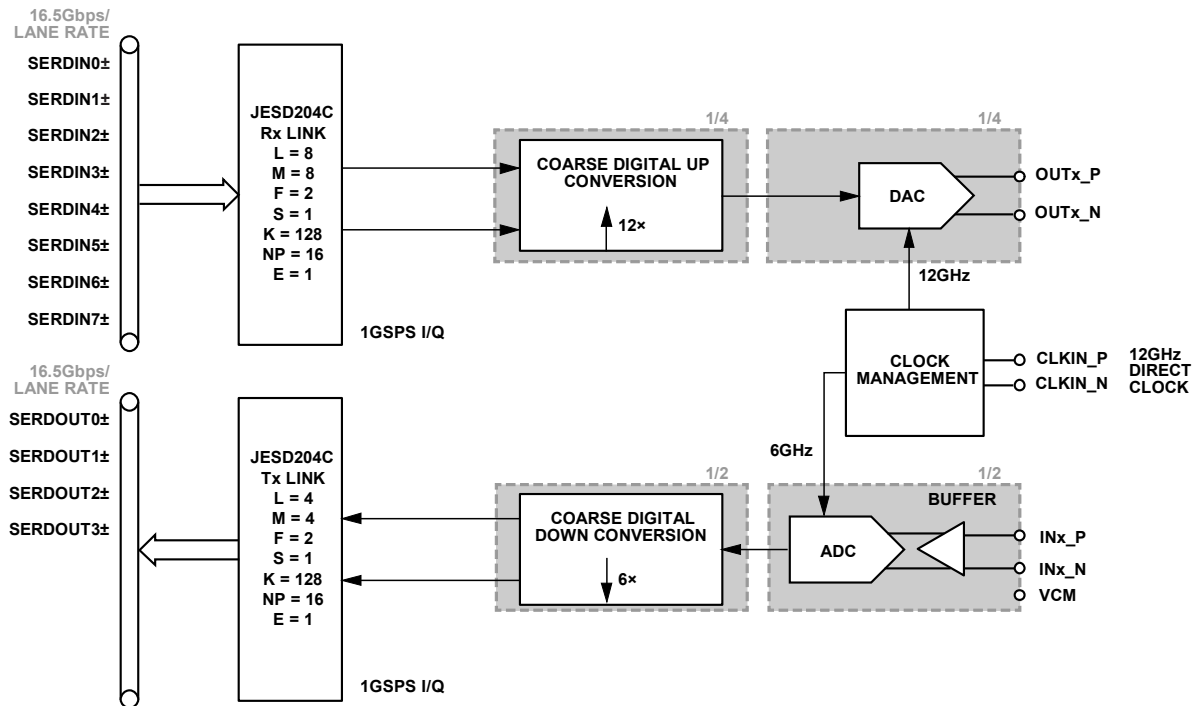 16.5Gbps/
LANE RATE
SERDIN0±
SERDIN1±
SERDIN2±
SERDIN3±
SERDIN4±
SERDIN5±
SERDIN6±
SERDIN7±
JESD204C
Rx LINK
L = 8
M = 8
F = 2
S = 1
K = 128
NP = 16
E = 1
1GSPS I/Q
1/4
COARSE DIGITAL UP
CONVERSION
12×
1/4
DAC
OUTx_P
OUTx_N
12GHz
CLOCK
MANAGEMENT
CLKIN_P
CLKIN_N
12GHz
DIRECT
CLOCK
6GHz
16.5Gbps/
LANE RATE
SERDOUT0±
SERDOUT1±
SERDOUT2±
SERDOUT3±
JESD204C
Tx LINK
L = 4
M = 4
F = 2
S = 1
K = 128
NP = 16
E = 1
1GSPS I/Q
1/2
COARSE DIGITAL
DOWN CONVERSION
6×
1/2
BUFFER
ADC
INx_P
INx_N
VCM